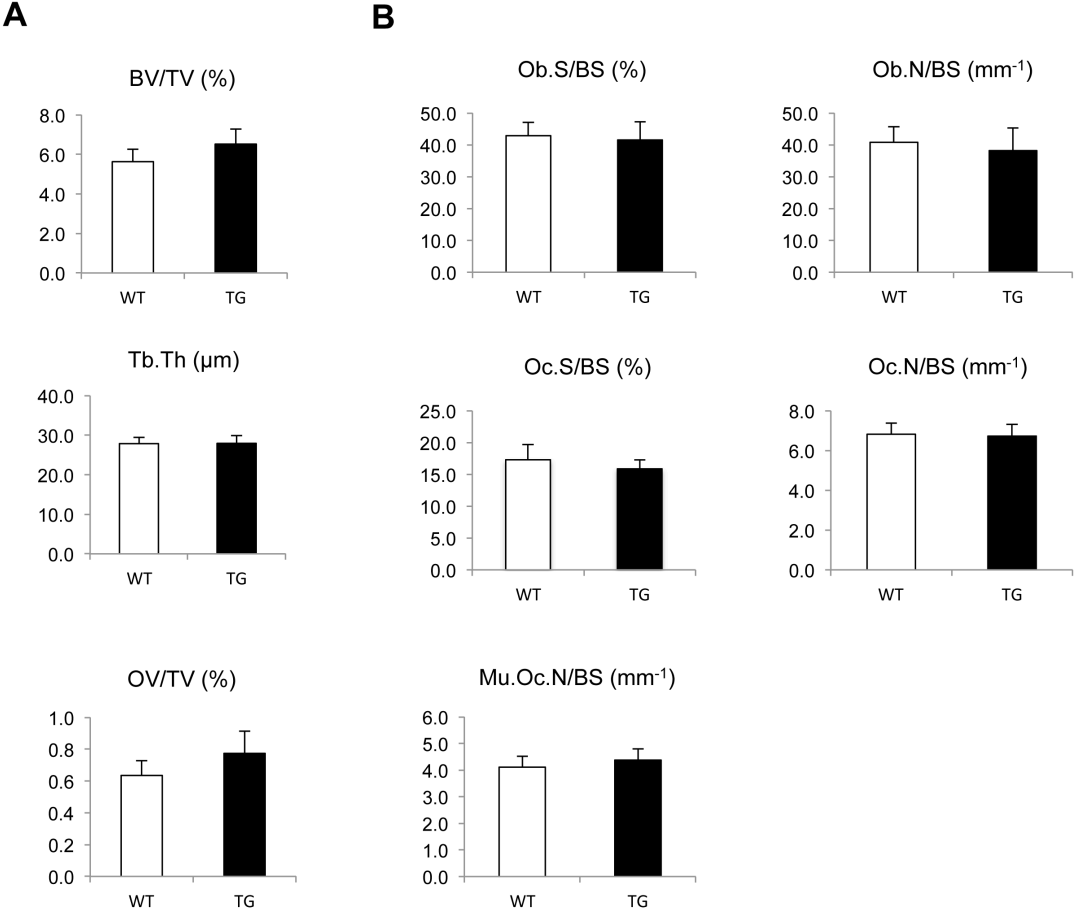 A
B
BV/TV (%)
8.0
6.0
4.0
2.0
0.0
WT TG
Ob.S/BS (%)
50.0
40.0
30.0
20.0
10.0
0.0
WT TG
Ob.N/BS (mm-1)
50.0
40.0
30.0
20.0
10.0
0.0
WT TG
Tb.Th (µm)
40.0
30.0
20.0
10.0
0.0
WT TG
Oc.S/BS (%)
25.0
20.0
15.0
10.0
5.0
0.0
WT TG
Oc.N/BS (mm-1)
8.0
6.0
4.0
2.0
0.0
WT TG
OV/TV (%)
1.0
0.8
0.6
0.4
0.2
0.0
WT TG
Mu.Oc.N/BS (mm-1)
6.0
5.0
4.0
3.0
2.0
1.0
0.0
WT TG